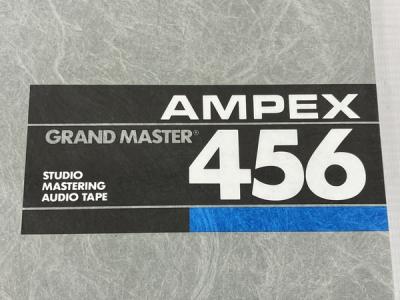 AMPEX
GRAND MASTER®
456
STUDIO
MASTERING
AUDIO TAPE